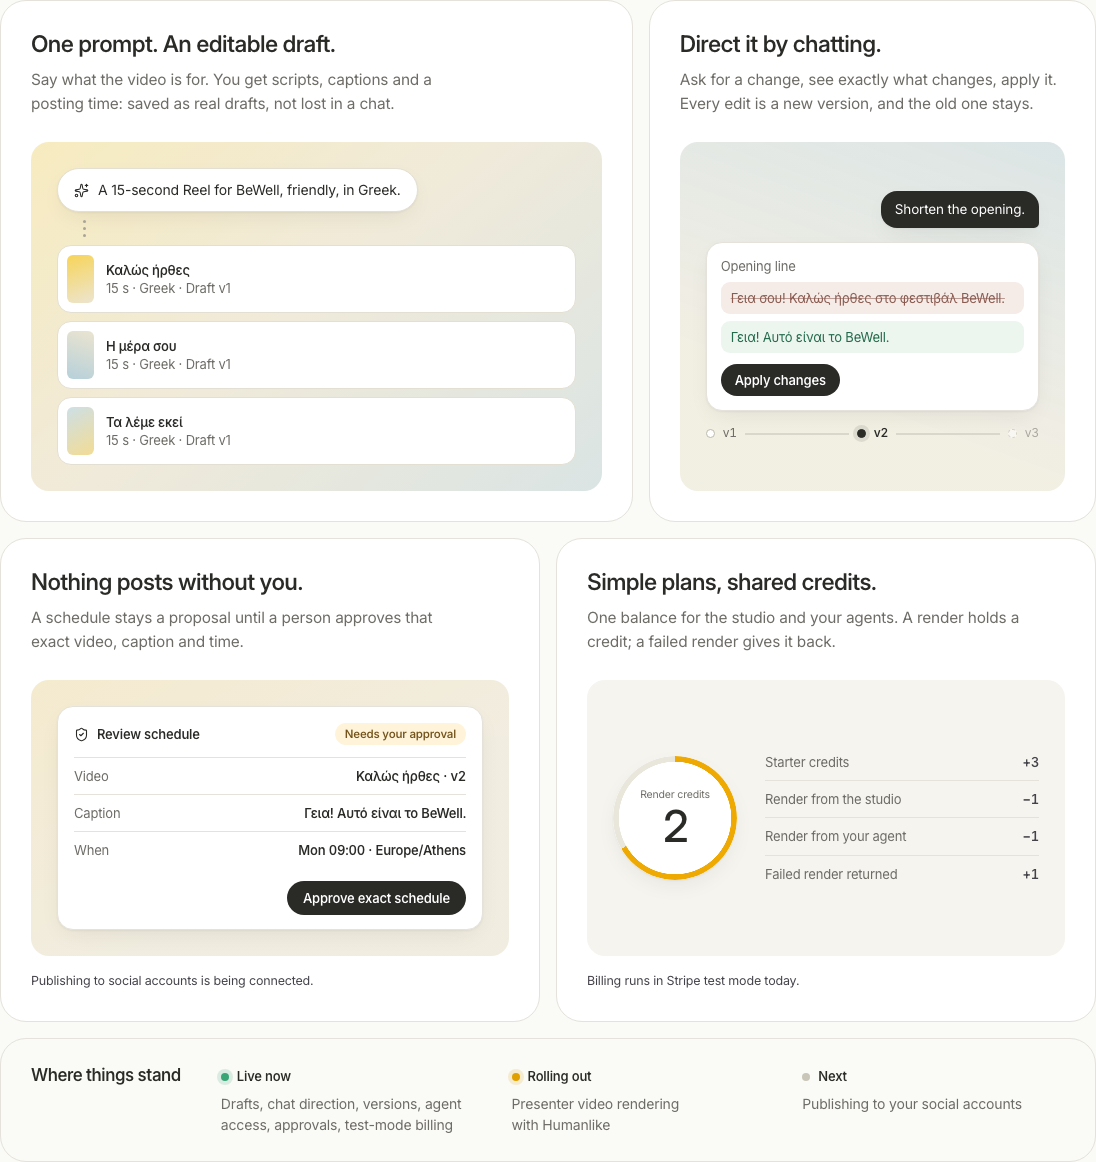 One prompt. An editable draft.
Say what the video is for. You get scripts, captions and a
posting time: saved as real drafts, not lost in a chat.
A 15-second Reel for BeWell, friendly, in Greek.
Καλώς ήρθες
15 s · Greek · Draft v1
Η μέρα σου
15 s · Greek · Draft v1
Τα λέμε εκεί
15 s · Greek · Draft v1
Direct it by chatting.
Ask for a change, see exactly what changes, apply it.
Every edit is a new version, and the old one stays.
Shorten the opening.
Opening line
Γεια σου! Καλώς ήρθες στο φεστιβάλ BeWell.
Γεια! Αυτό είναι το BeWell.
Apply changes
v1 v2 v3
Nothing posts without you.
A schedule stays a proposal until a person approves that
exact video, caption and time.
Review schedule Needs your approval
Video Καλώς ήρθες · v2
Caption Γεια! Αυτό είναι το BeWell.
When Mon 09:00 · Europe/Athens
Approve exact schedule
Publishing to social accounts is being connected.
Simple plans, shared credits.
One balance for the studio and your agents. A render holds a
credit; a failed render gives it back.
Render credits
2
Starter credits +3
Render from the studio −1
Render from your agent −1
Failed render returned +1
Billing runs in Stripe test mode today.
Where things stand
Live now
Drafts, chat direction, versions, agent
access, approvals, test-mode billing
Rolling out
Presenter video rendering
with Humanlike
Next
Publishing to your social accounts